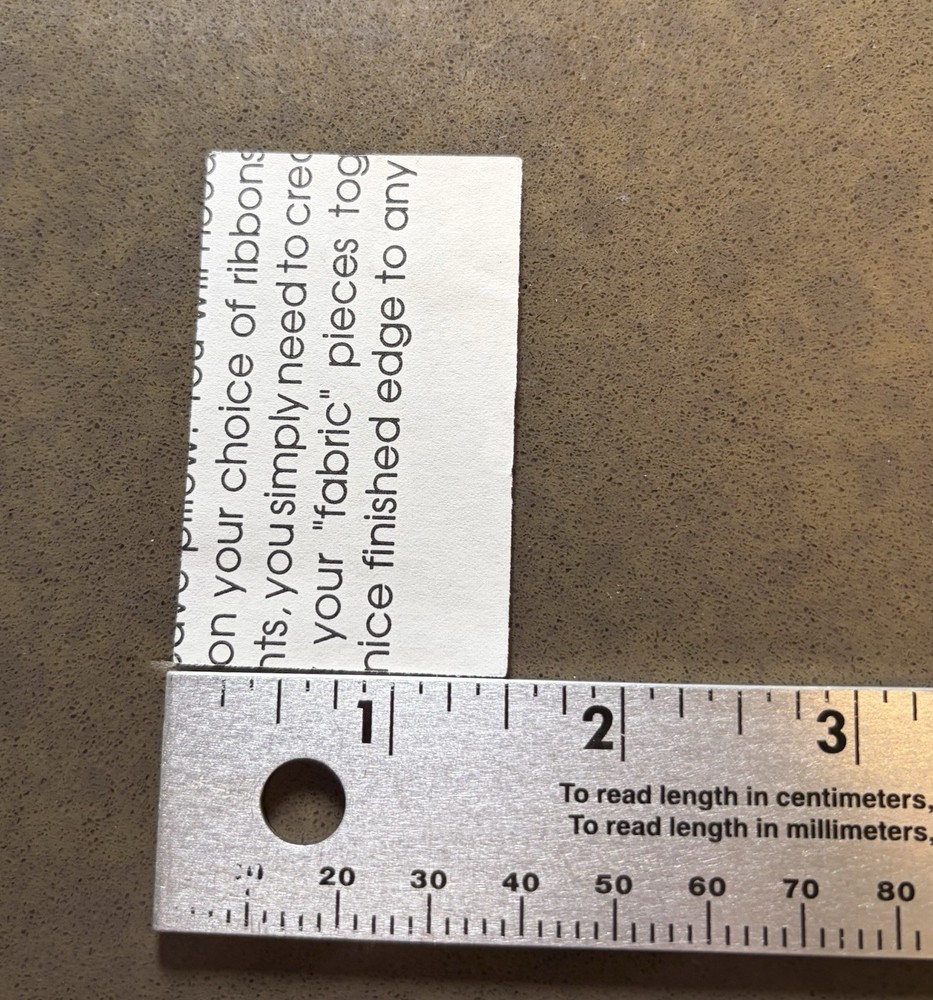 on your choice of ribbons
nts, you simply need to crea
your "fabric" pieces tog
nice finished edge to any
1 2 3
To read length in centimeters,
To read length in millimeters,
20 30 40 50 60 70 80